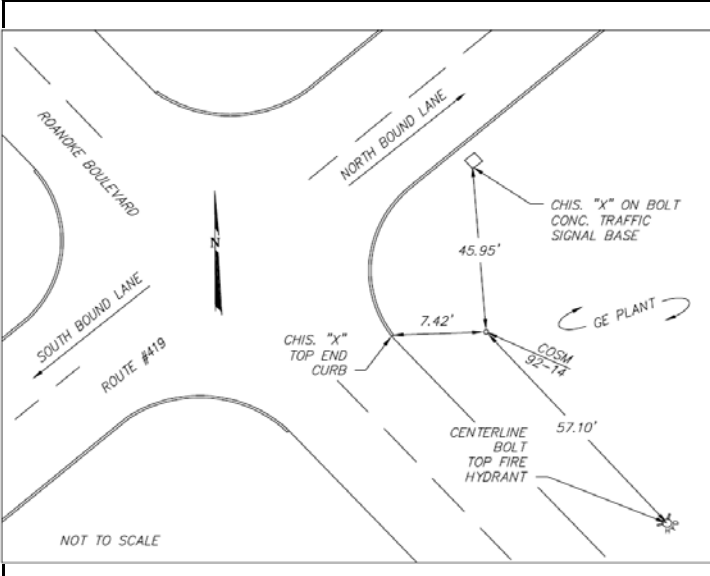 ROANOKE BOULEVARD
NORTH BOUND LANE
CHIS. "X" ON BOLT
CONC. TRAFFIC
SIGNAL BASE
N
45.95'
GE PLANT
SOUTH BOUND LANE
ROUTE #419
7.42'
CHIS. "X"
TOP END
CURB
COSM
92-14
57.10'
CENTERLINE
BOLT
TOP FIRE
HYDRANT
NOT TO SCALE